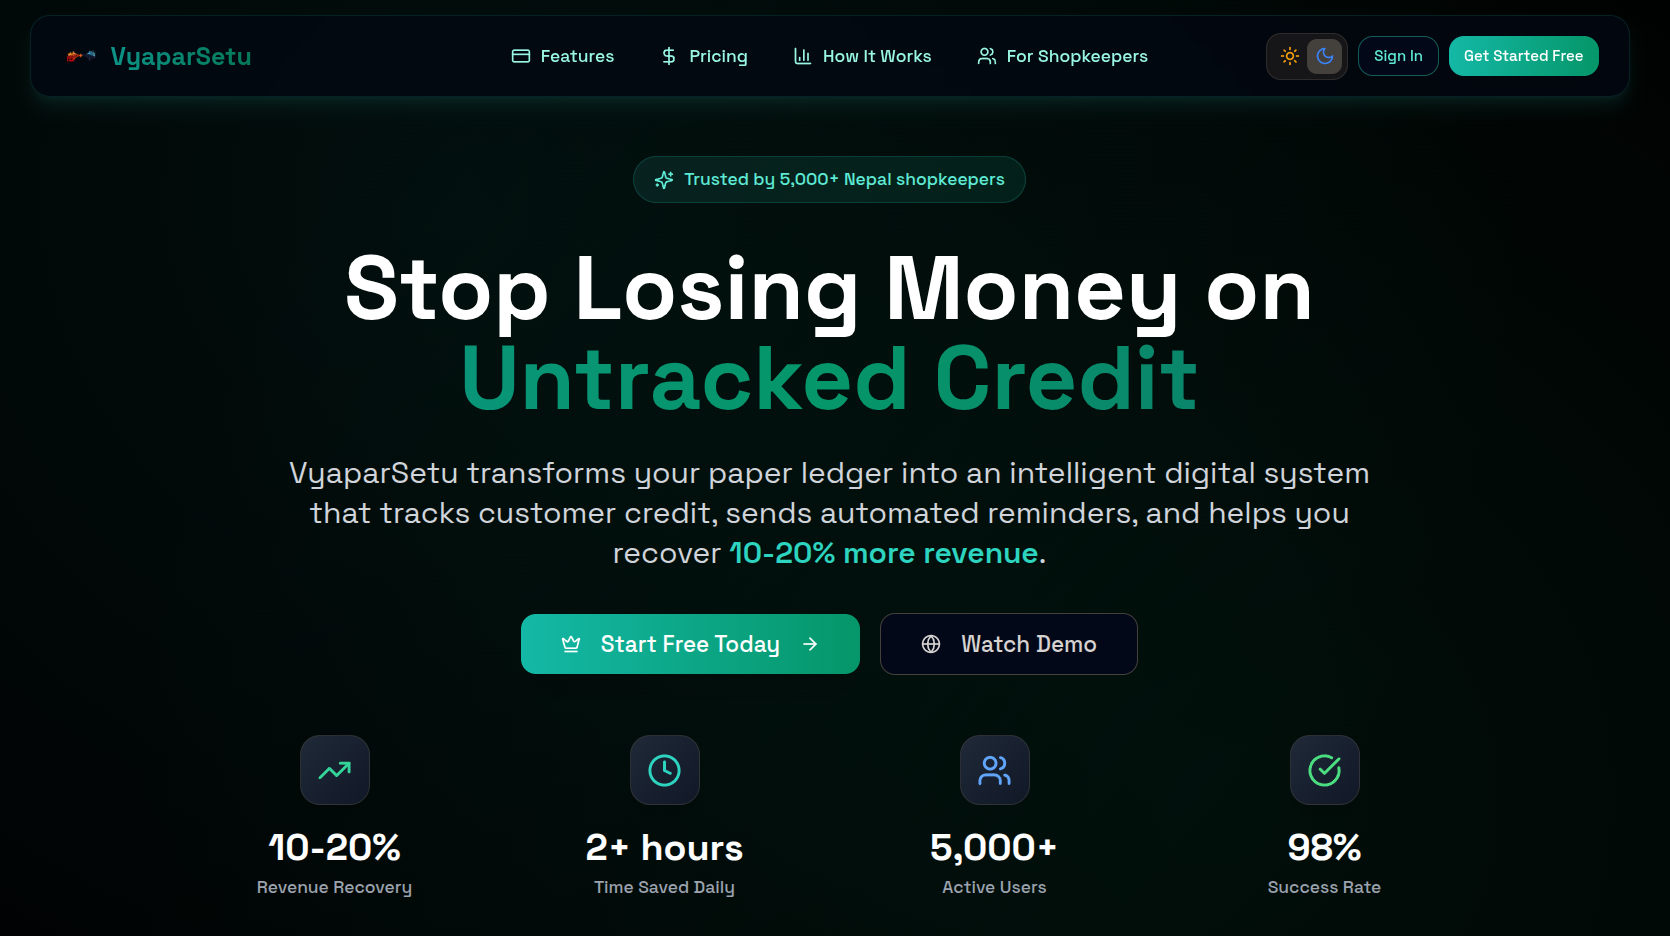 VyaparSetu
Features
Pricing
How It Works
For Shopkeepers
Sign In
Get Started Free
Trusted by 5,000+ Nepal shopkeepers
Stop Losing Money on
Untracked Credit
VyaparSetu transforms your paper ledger into an intelligent digital system
that tracks customer credit, sends automated reminders, and helps you
recover 10-20% more revenue.
Start Free Today
Watch Demo
10-20%
Revenue Recovery
2+ hours
Time Saved Daily
5,000+
Active Users
98%
Success Rate